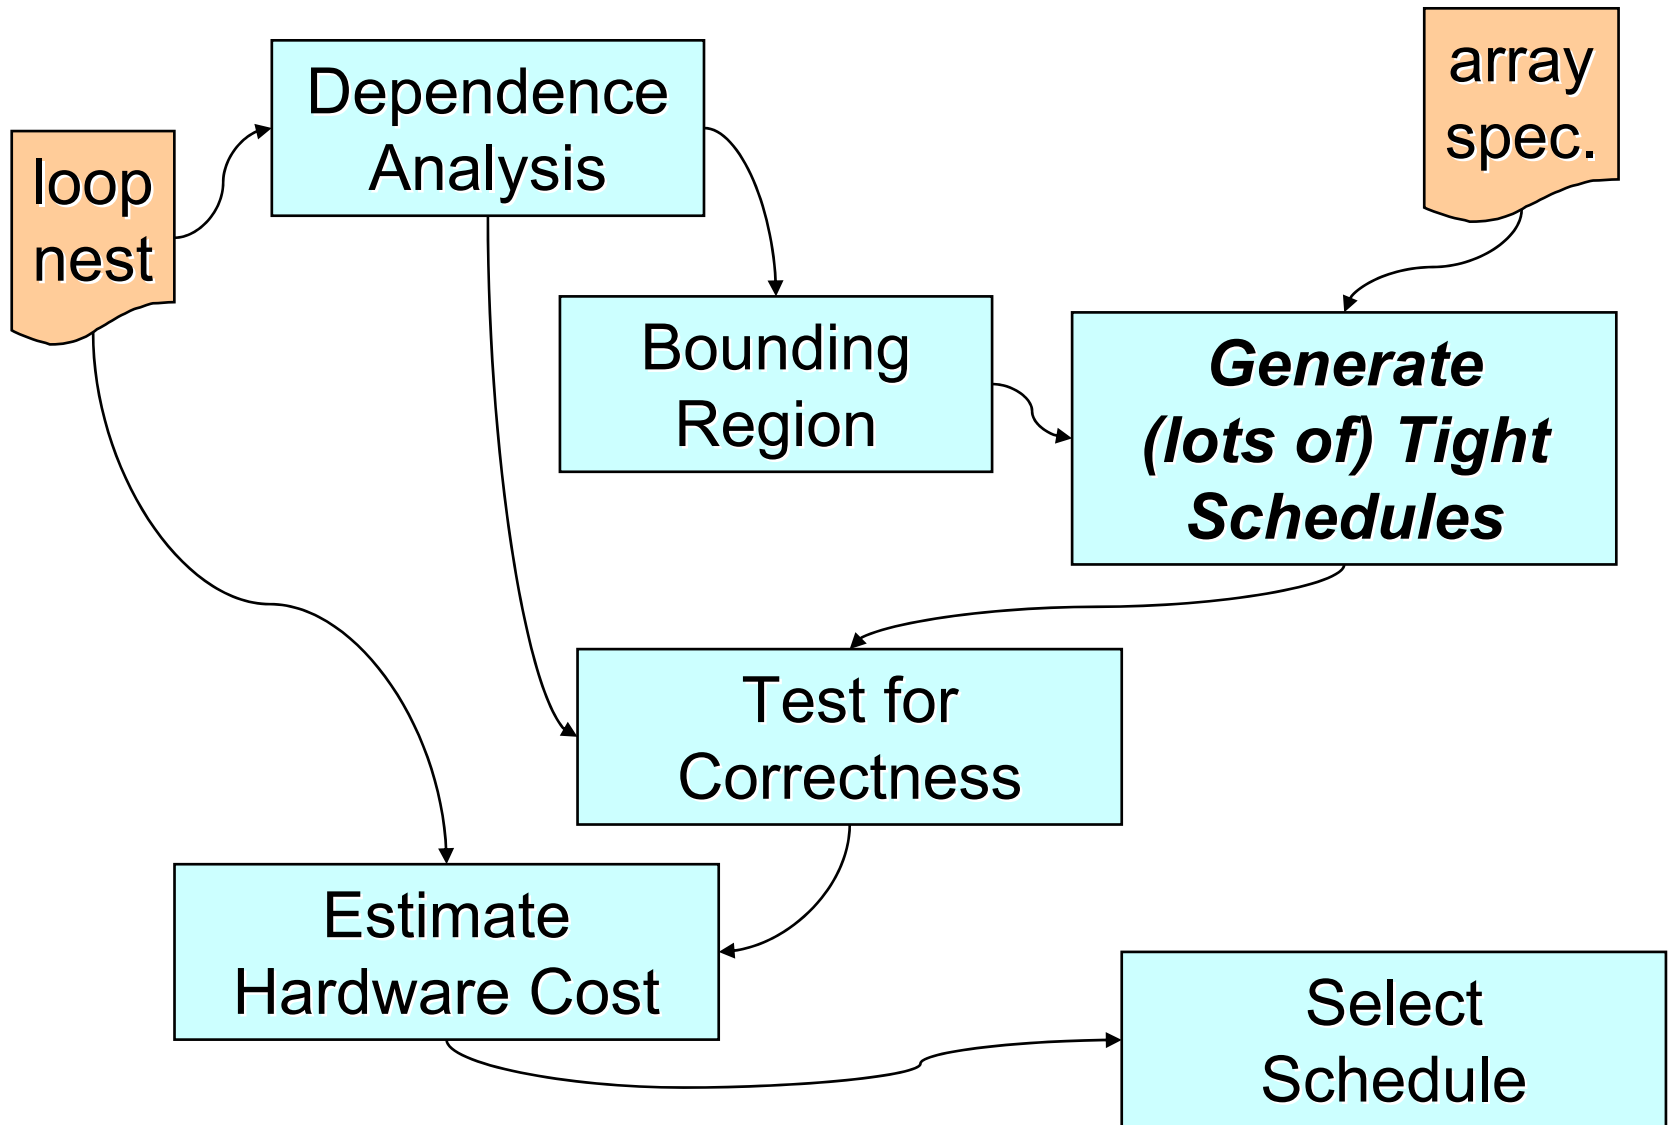 Dependence
Analysis
array
spec.
loop
nest
Bounding
Region
Generate
(lots of) Tight
Schedules
Test for
Correctness
Estimate
Hardware Cost
Select
Schedule